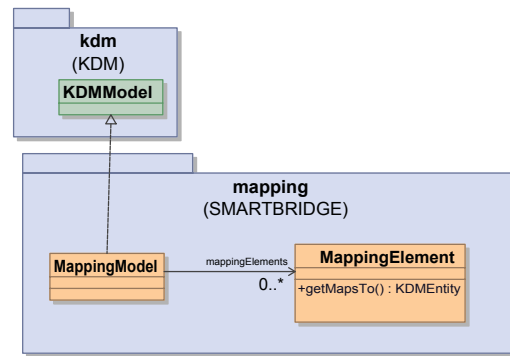 kdm
(KDM)
KDMModel
mapping
(SMARTBRIDGE)
MappingModel
mappingElements
0..*
MappingElement
+getMapsTo() : KDMEntity